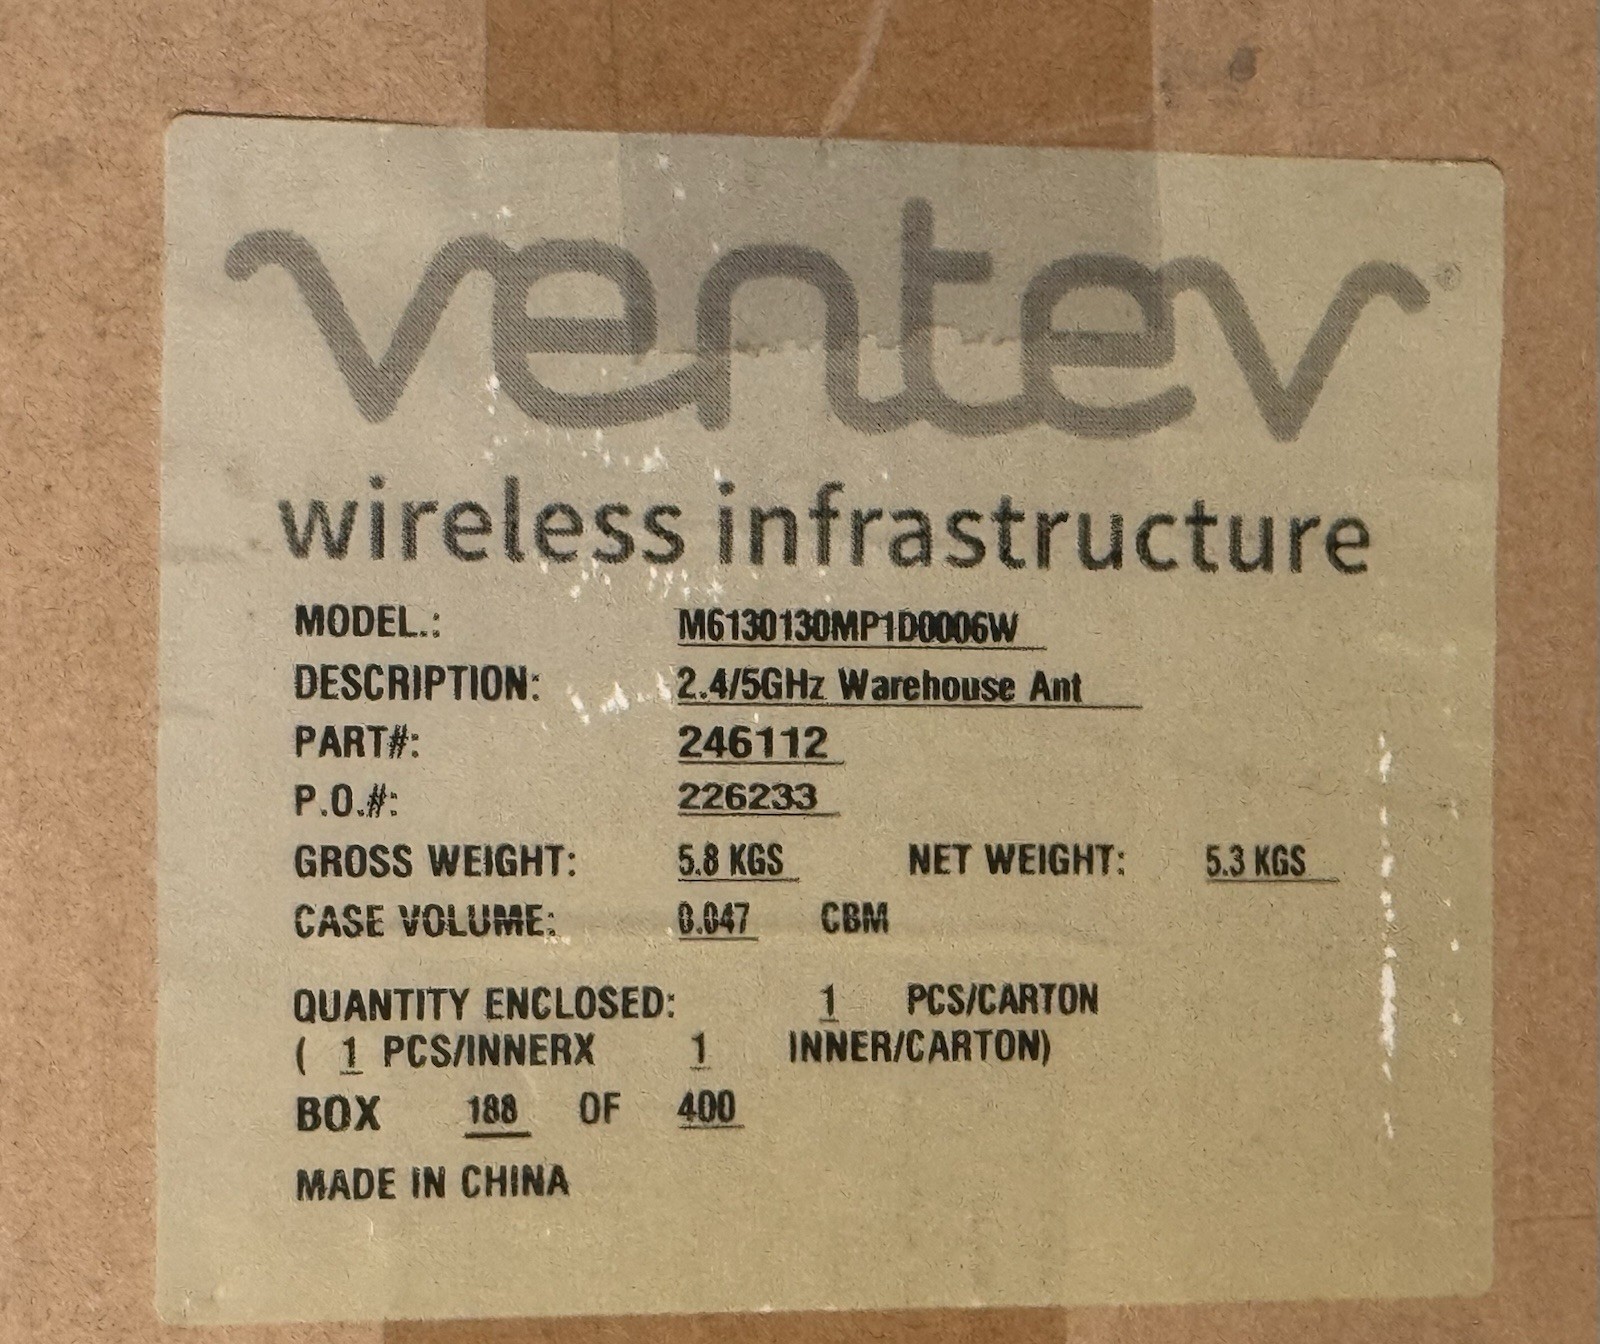 ventev®
wireless infrastructure
MODEL.: M6130130MP1D0006W
DESCRIPTION: 2.4/5GHz Warehouse Ant
PART#: 246112
P.O.#: 226233
GROSS WEIGHT: 5.8 KGS NET WEIGHT: 5.3 KGS
CASE VOLUME: 0.047 CBM
QUANTITY ENCLOSED: 1 PCS/CARTON
( 1 PCS/INNERX 1 INNER/CARTON)
BOX 188 OF 400
MADE IN CHINA